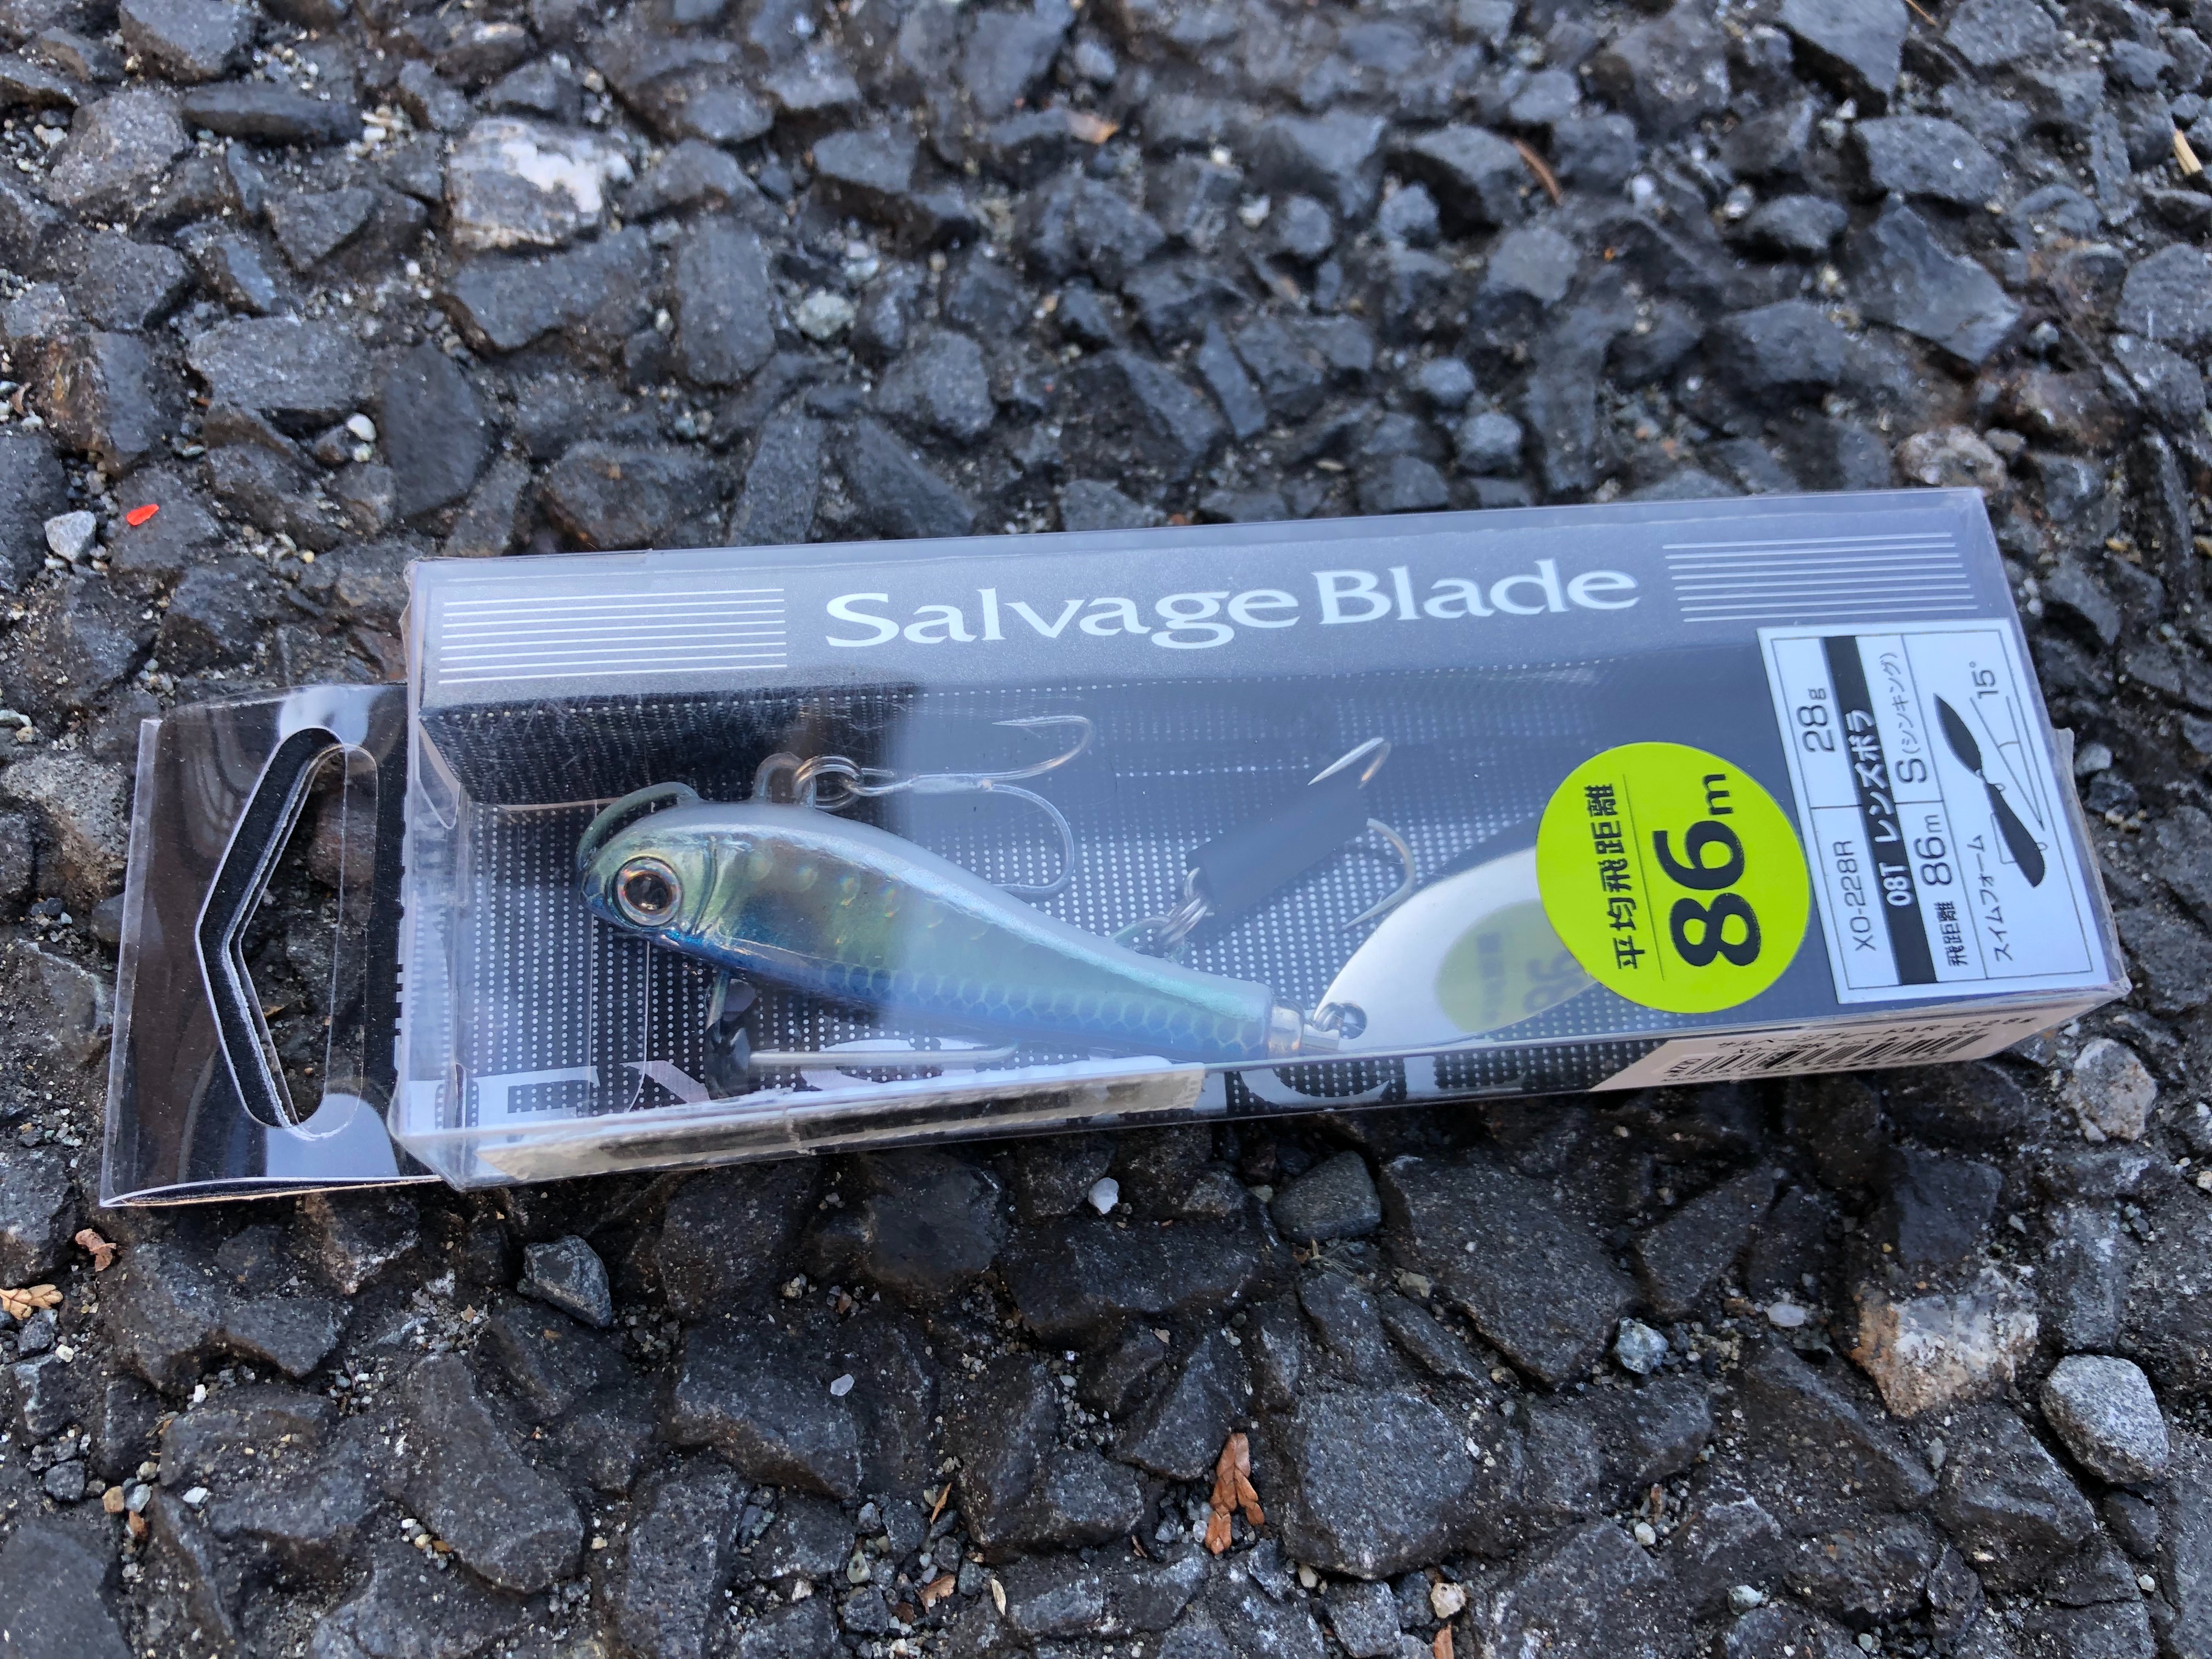 Salvage Blade
平均飛距離
86m
XO-228R 28g
08T レンズボラ
飛距離 86m S(シンキング)
スイムフォーム 15°